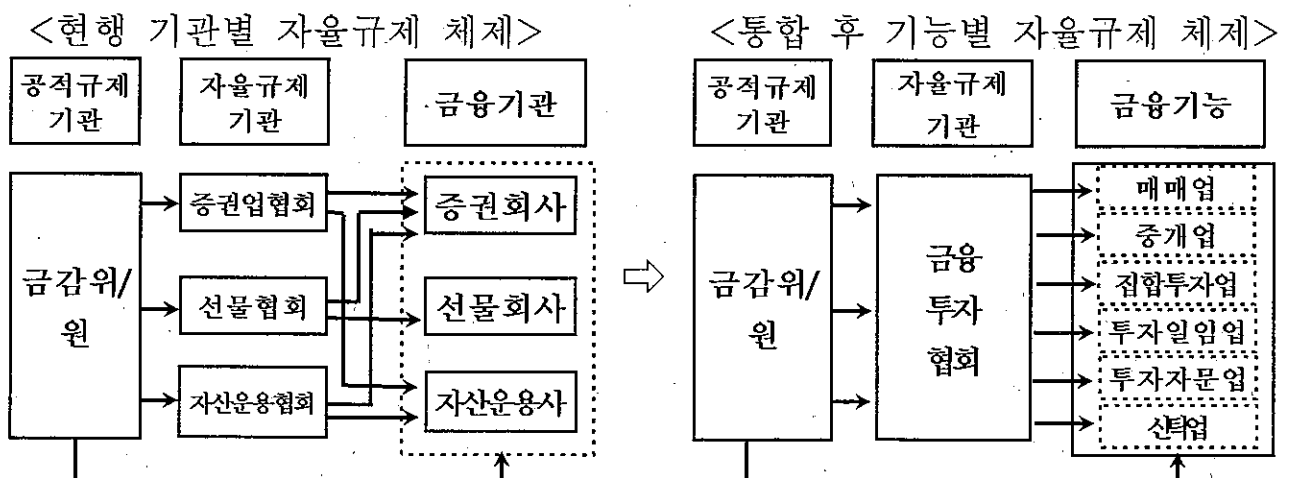 <현행 기관별 자율규제 체제>
공적규제
기관
자율규제
기관
금융기관
금감위/
원
증권업협회
선물협회
자산운용협회
증권회사
선물회사
자산운용사
<통합 후 기능별 자율규제 체제>
공적규제
기관
자율규제
기관
금융기능
금감위/
원
금융
투자
협회
매매업
중개업
집합투자업
투자일임업
투자자문업
신탁업